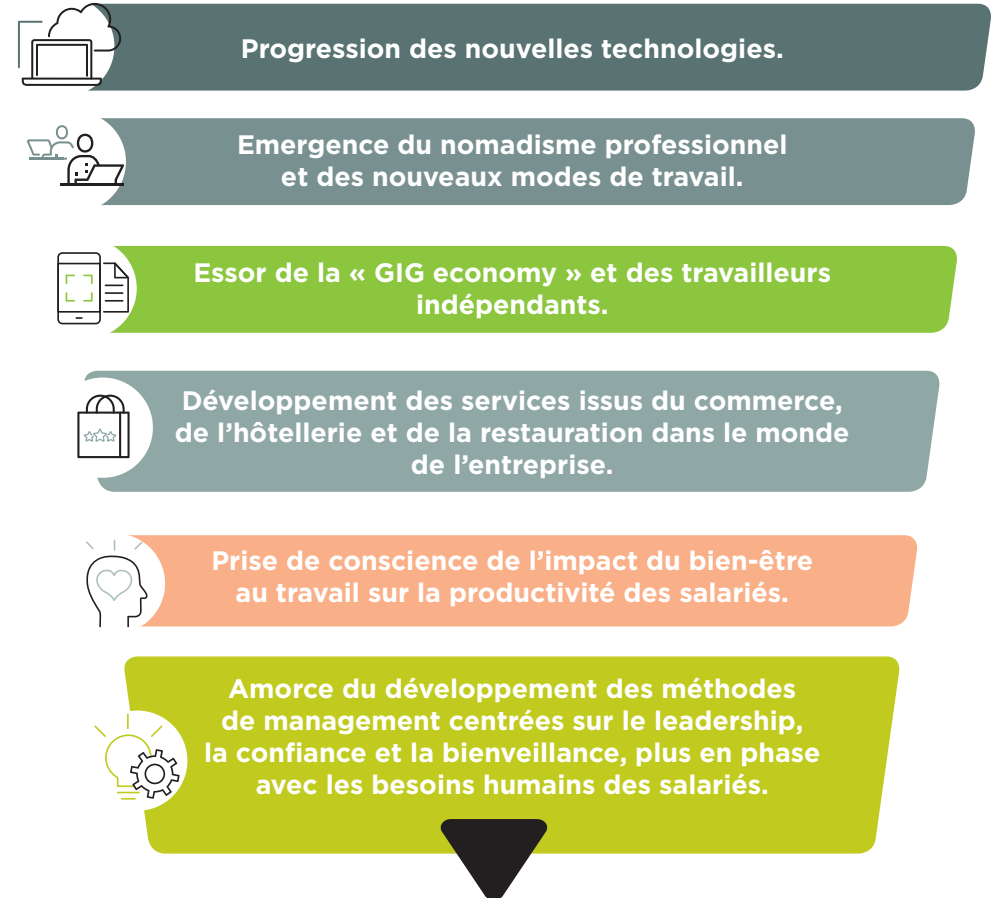 Progression des nouvelles technologies.
Emergence du nomadisme professionnel
et des nouveaux modes de travail.
Essor de la « GIG economy » et des travailleurs
indépendants.
Développement des services issus du commerce,
de l’hôtellerie et de la restauration dans le monde
de l’entreprise.
Prise de conscience de l’impact du bien-être
au travail sur la productivité des salariés.
Amorce du développement des méthodes
de management centrées sur le leadership,
la confiance et la bienveillance, plus en phase
avec les besoins humains des salariés.